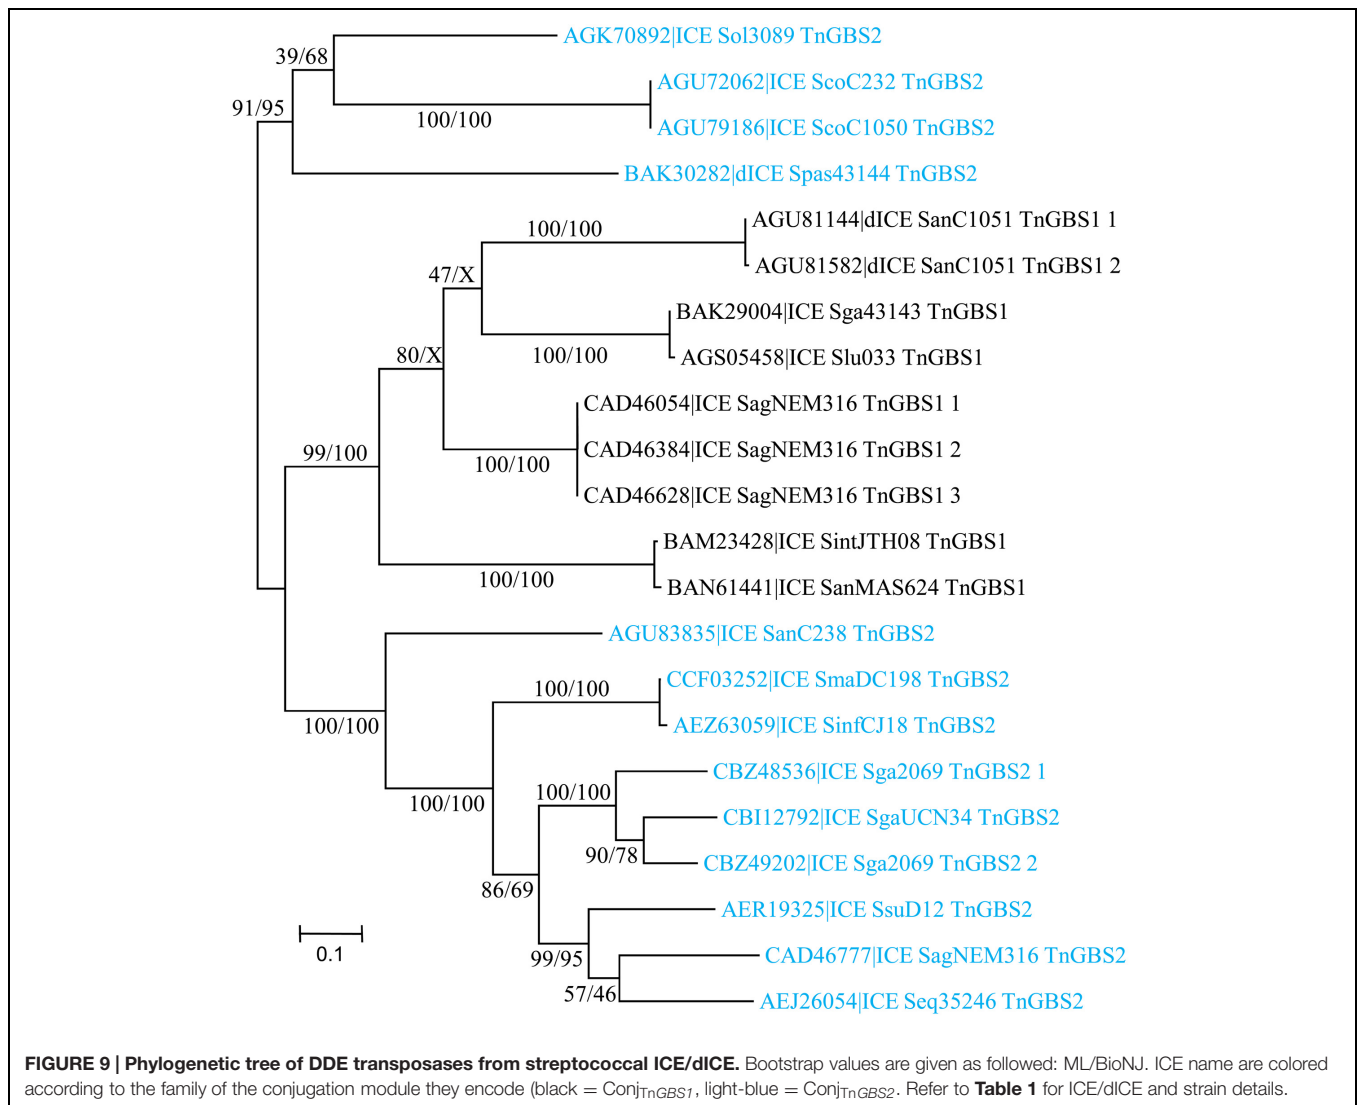 AGK70892|ICE Sol3089 TnGBS2
39/68
AGU72062|ICE ScoC232 TnGBS2
91/95
100/100
AGU79186|ICE ScoC1050 TnGBS2
BAK30282|dICE Spas43144 TnGBS2
AGU81144|dICE SanC1051 TnGBS1 1
100/100
AGU81582|dICE SanC1051 TnGBS1 2
47/X
BAK29004|ICE Sga43143 TnGBS1
80/X
100/100
AGS05458|ICE Slu033 TnGBS1
CAD46054|ICE SagNEM316 TnGBS1 1
99/100
CAD46384|ICE SagNEM316 TnGBS1 2
100/100
CAD46628|ICE SagNEM316 TnGBS1 3
BAM23428|ICE SintJTH08 TnGBS1
100/100
BAN61441|ICE SanMAS624 TnGBS1
AGU83835|ICE SanC238 TnGBS2
CCF03252|ICE SmaDC198 TnGBS2
100/100
100/100
AEZ63059|ICE SinfCJ18 TnGBS2
CBZ48536|ICE Sga2069 TnGBS2 1
100/100
100/100
CBI12792|ICE SgaUCN34 TnGBS2
90/78
CBZ49202|ICE Sga2069 TnGBS2 2
86/69
AER19325|ICE SsuD12 TnGBS2
0.1
99/95
CAD46777|ICE SagNEM316 TnGBS2
57/46
AEJ26054|ICE Seq35246 TnGBS2
FIGURE 9 | Phylogenetic tree of DDE transposases from streptococcal ICE/dICE. Bootstrap values are given as followed: ML/BioNJ. ICE name are colored
according to the family of the conjugation module they encode (black = ConjTnGBS1, light-blue = ConjTnGBS2. Refer to Table 1 for ICE/dICE and strain details.